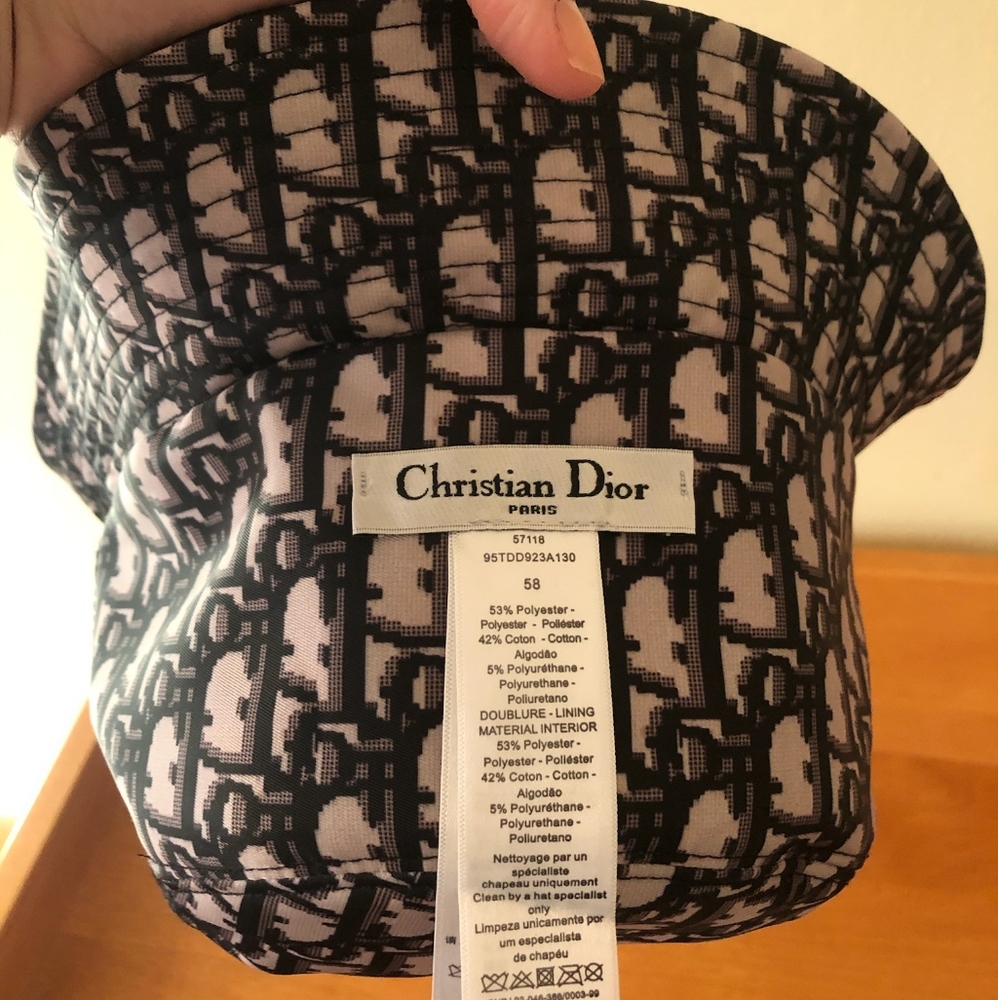 Christian Dior
PARIS
57118
95TDD923A130
58
53% Polyester -
Polyester - Poliéster
42% Coton - Cotton -
Algodão
5% Polyuréthane -
Polyurethane -
Poliuretano
DOUBLURE - LINING
MATERIAL INTERIOR
53% Polyester -
Polyester - Poliéster
42% Coton - Cotton -
Algodão
5% Polyuréthane -
Polyurethane -
Poliuretano
Nettoyage par un
spécialiste
chapeau uniquement
Clean by a hat specialist
only
Limpeza unicamente por
um especialista
de chapéu